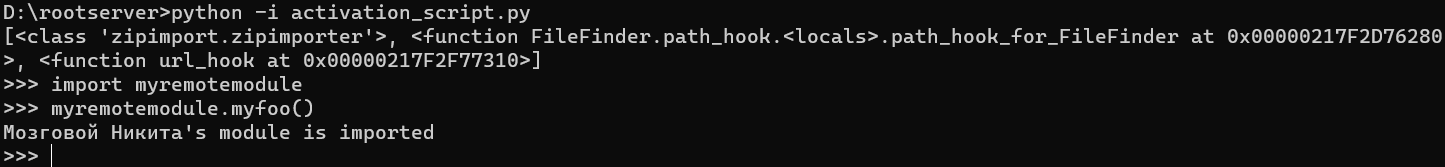 D:\rootserver>python -i activation_script.py
[<class 'zipimport.zipimporter'>, <function FileFinder.path_hook.<locals>.path_hook_for_FileFinder at 0x00000217F2D76280
>, <function url_hook at 0x00000217F2F77310>]
>>> import myremotemodule
>>> myremotemodule.myfoo()
Мозговой Никита's module is imported
>>>